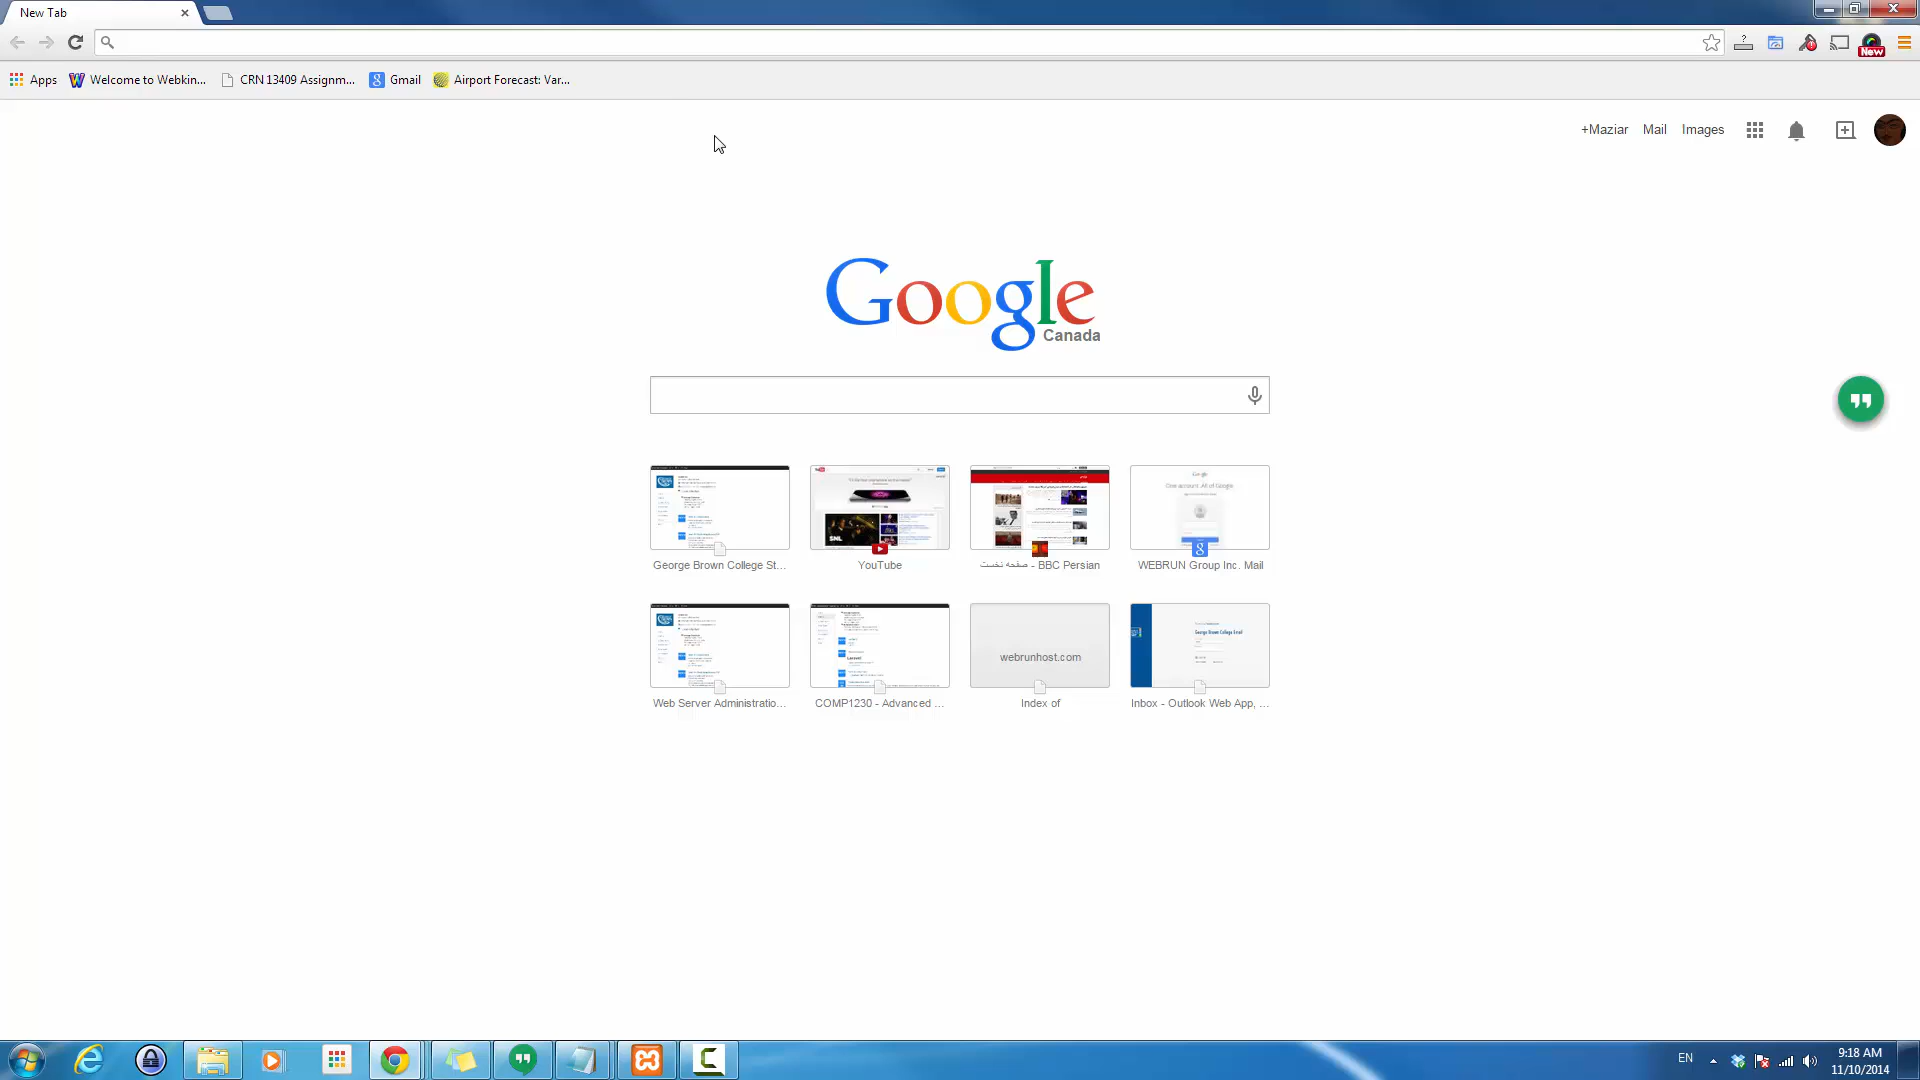 New Tab
New
Apps
Welcome to Webkin...
CRN 13409 Assignm...
Gmail
Airport Forecast: Var...
+Maziar
Mail
Images
Google
Canada
SNL
George Brown College St...
YouTube
صفحه نخست - BBC Persian
WEBRUN Group Inc. Mail
webrunhost.com
Web Server Administratio...
COMP1230 - Advanced ...
Index of
Inbox - Outlook Web App, ...
EN
9:18 AM
11/10/2014